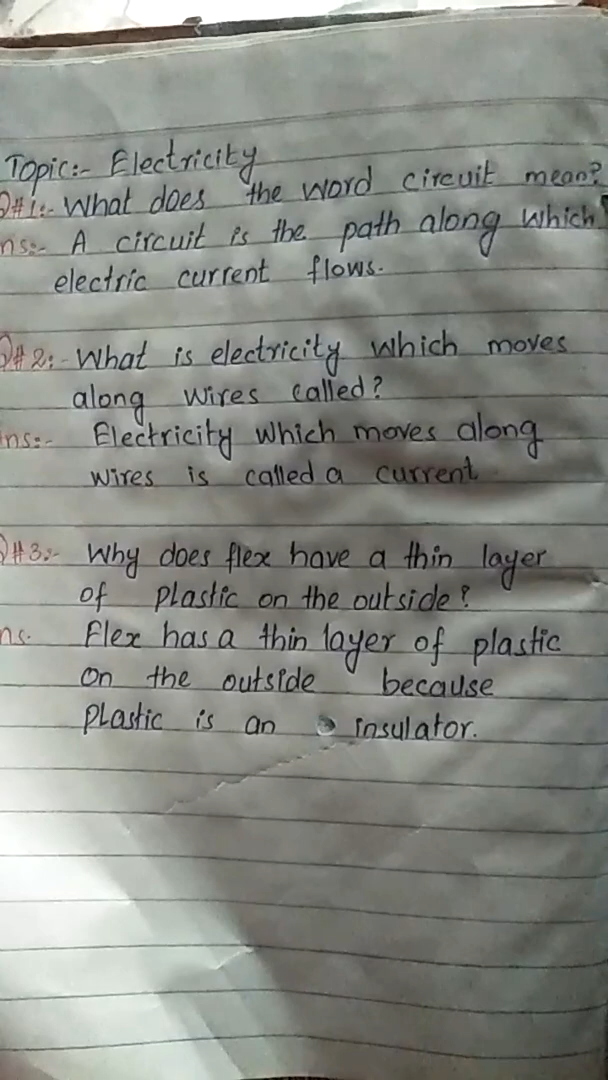 Topic:- Electricity
Q#1:- What does the word circuit mean?
ns:- A circuit is the path along which
electric current flows.
Q#2:- What is electricity which moves
along wires called?
ns:- Electricity which moves along
wires is called a current
Q#3:- Why does flex have a thin layer
of plastic on the outside?
ns. Flex has a thin layer of plastic
on the outside because
plastic is an insulator.